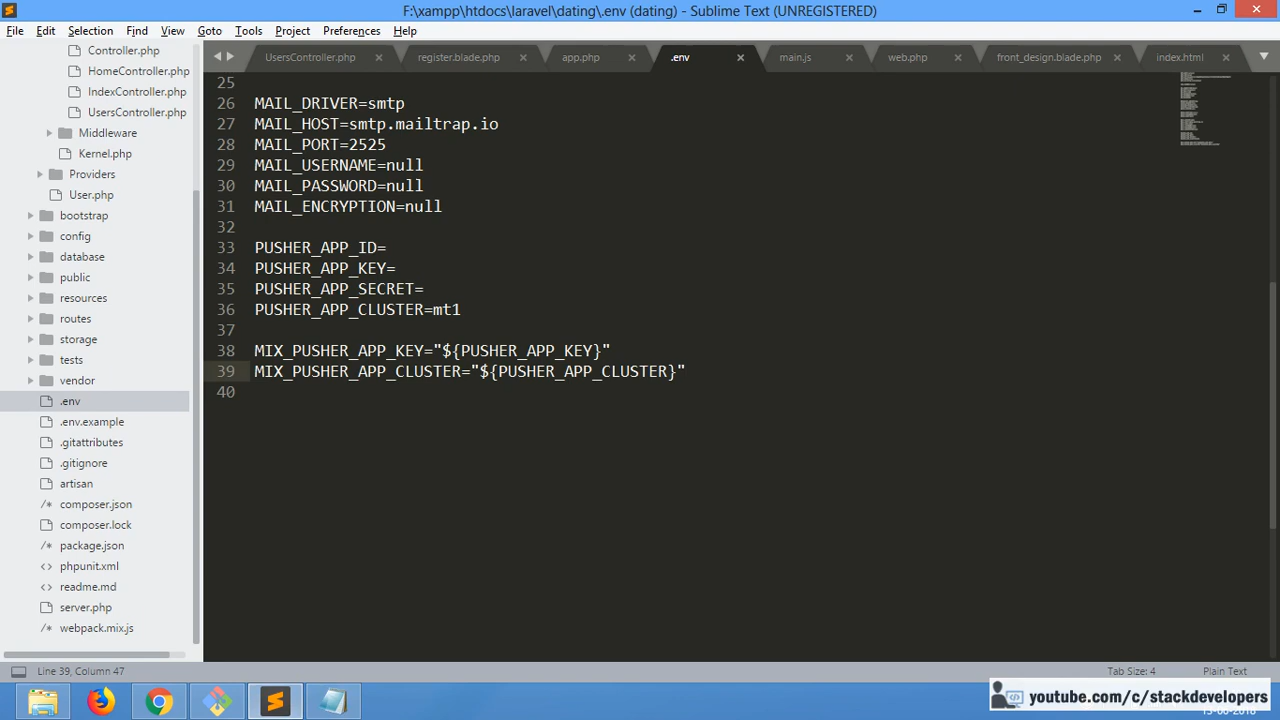 F:\xampp\htdocs\laravel\dating\.env (dating) - Sublime Text (UNREGISTERED)
File Edit Selection Find View Goto Tools Project Preferences Help
Controller.php
HomeController.php
IndexController.php
UsersController.php
Middleware
Kernel.php
Providers
User.php
bootstrap
config
database
public
resources
routes
storage
tests
vendor
.env
.env.example
.gitattributes
.gitignore
artisan
composer.json
composer.lock
package.json
phpunit.xml
readme.md
server.php
webpack.mix.js
UsersController.php register.blade.php app.php .env main.js web.php front_design.blade.php index.html
25
26 MAIL_DRIVER=smtp
27 MAIL_HOST=smtp.mailtrap.io
28 MAIL_PORT=2525
29 MAIL_USERNAME=null
30 MAIL_PASSWORD=null
31 MAIL_ENCRYPTION=null
32
33 PUSHER_APP_ID=
34 PUSHER_APP_KEY=
35 PUSHER_APP_SECRET=
36 PUSHER_APP_CLUSTER=mt1
37
38 MIX_PUSHER_APP_KEY="${PUSHER_APP_KEY}"
39 MIX_PUSHER_APP_CLUSTER="${PUSHER_APP_CLUSTER}"
40
Line 39, Column 47 Tab Size: 4 Plain Text
youtube.com/c/stackdevelopers